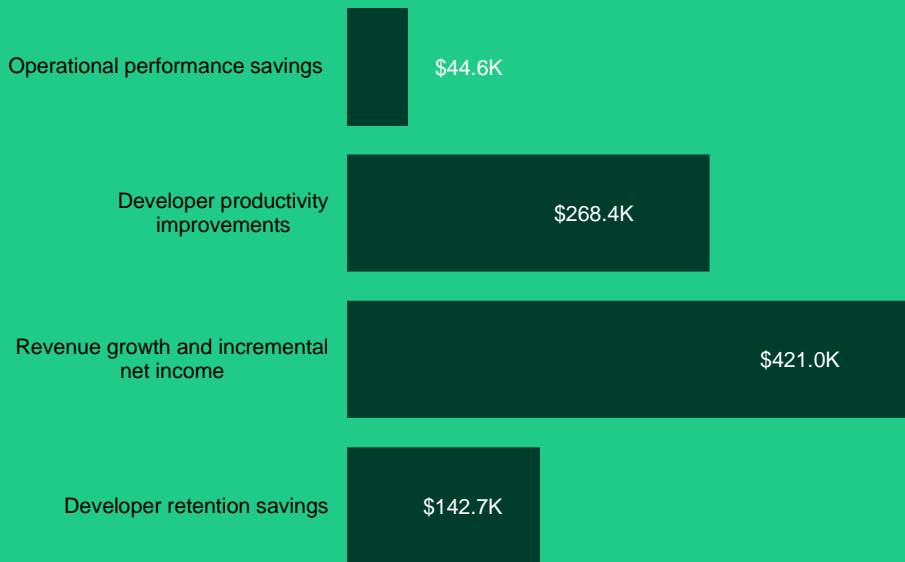 Operational performance savings
$44.6K
Developer productivity
improvements
$268.4K
Revenue growth and incremental
net income
$421.0K
Developer retention savings
$142.7K